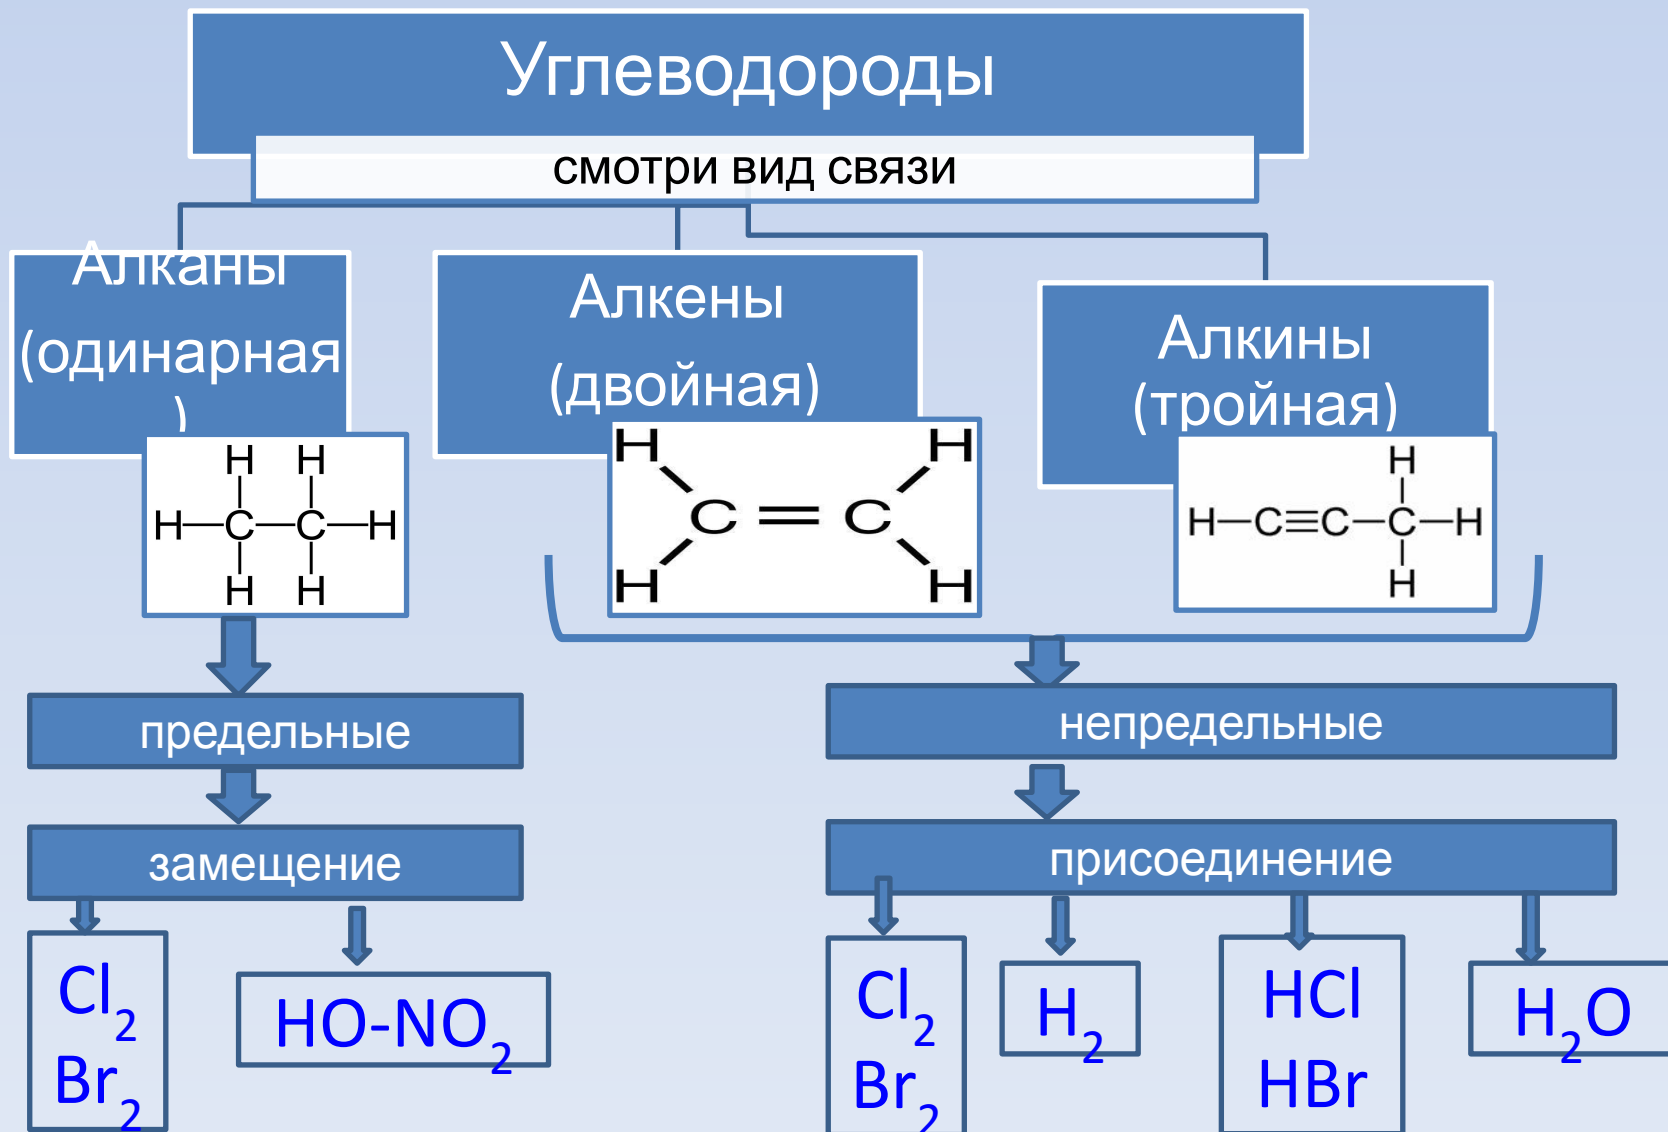 Углеводороды
смотри вид связи
Алканы
(одинарная
)
Алкены
(двойная)
Алкины
(тройная)
H H
H—C—C—H
H H
H H
C = C
H H
H
H—C≡C—C—H
H
предельные
непредельные
замещение
присоединение
Cl₂
Br₂
HO-NO₂
Cl₂
Br₂
H₂
HCl
HBr
H₂O